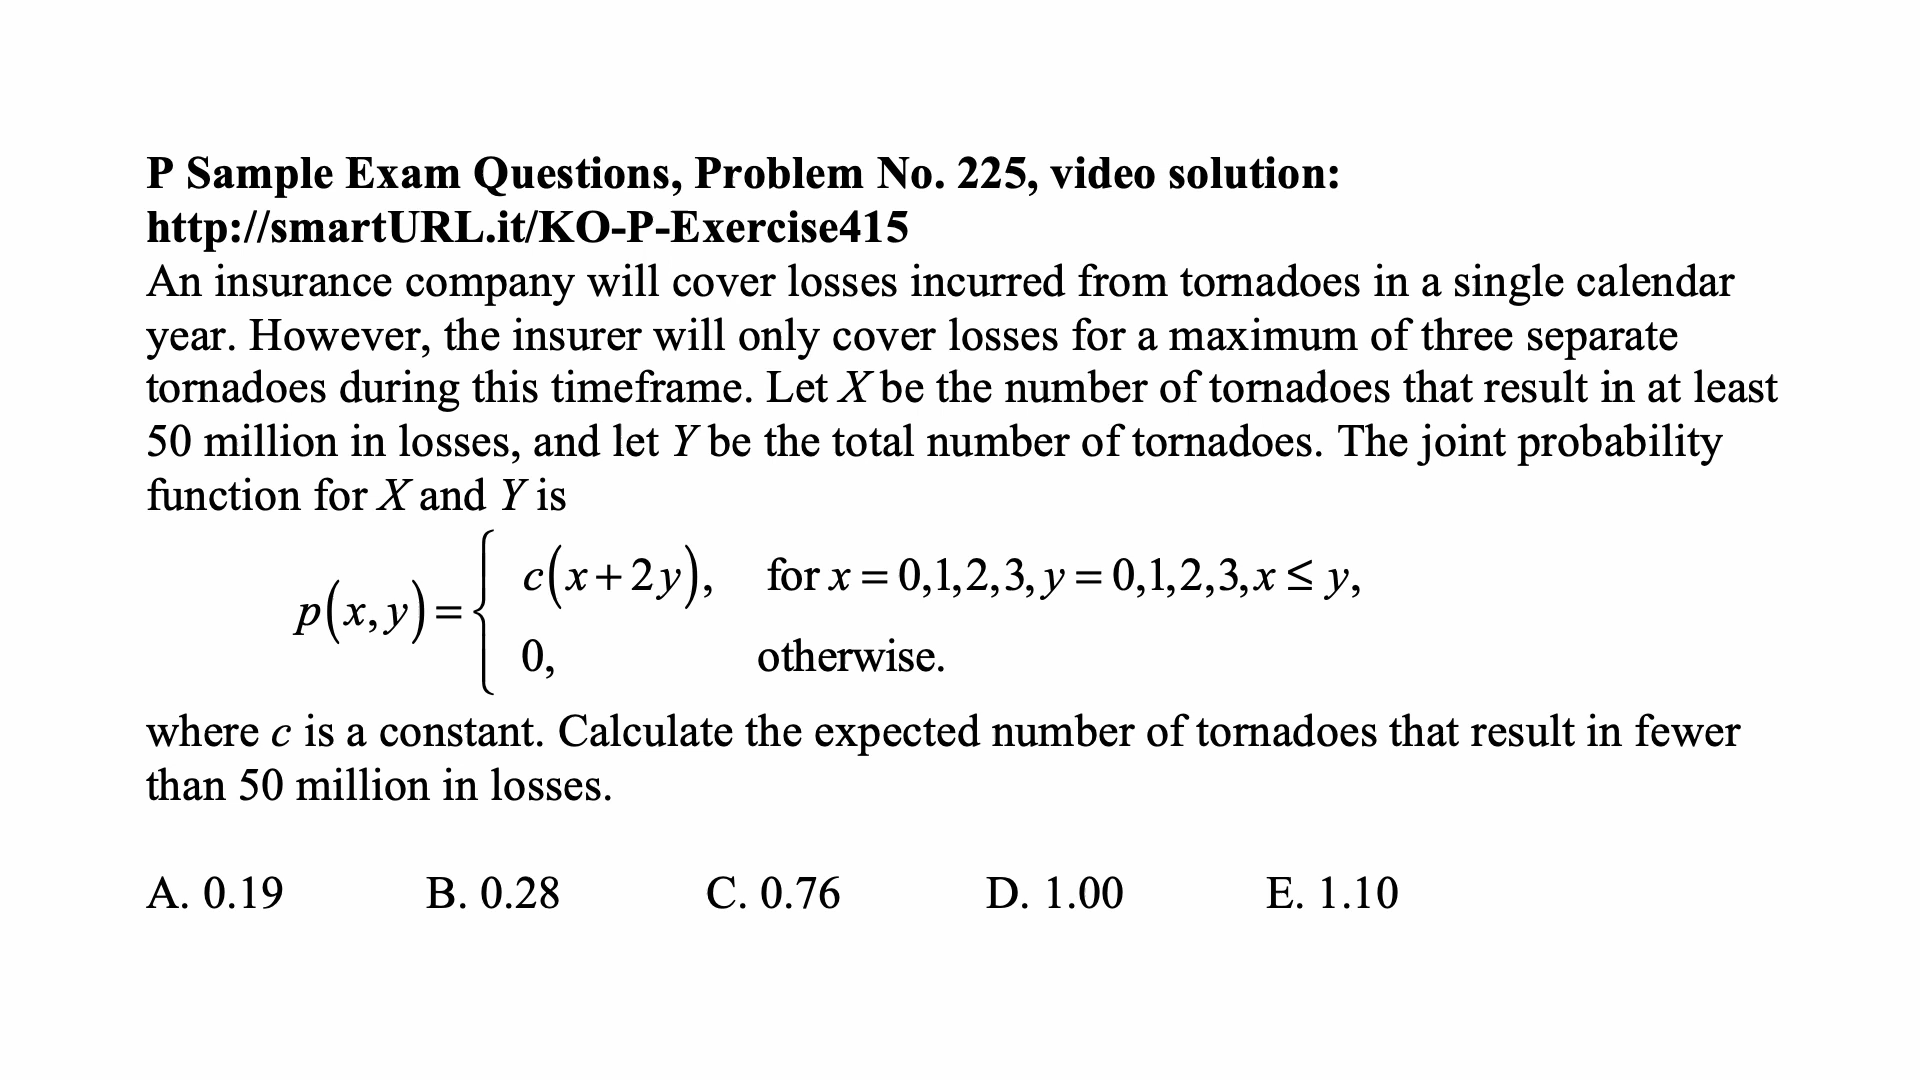 P Sample Exam Questions, Problem No. 225, video solution:
http://smartURL.it/KO-P-Exercise415
An insurance company will cover losses incurred from tornadoes in a single calendar
year. However, the insurer will only cover losses for a maximum of three separate
tornadoes during this timeframe. Let X be the number of tornadoes that result in at least
50 million in losses, and let Y be the total number of tornadoes. The joint probability
function for X and Y is
p(x,y)= { c(x+2y), for x=0,1,2,3, y=0,1,2,3, x≤y,
0, otherwise.
where c is a constant. Calculate the expected number of tornadoes that result in fewer
than 50 million in losses.
A. 0.19 B. 0.28 C. 0.76 D. 1.00 E. 1.10